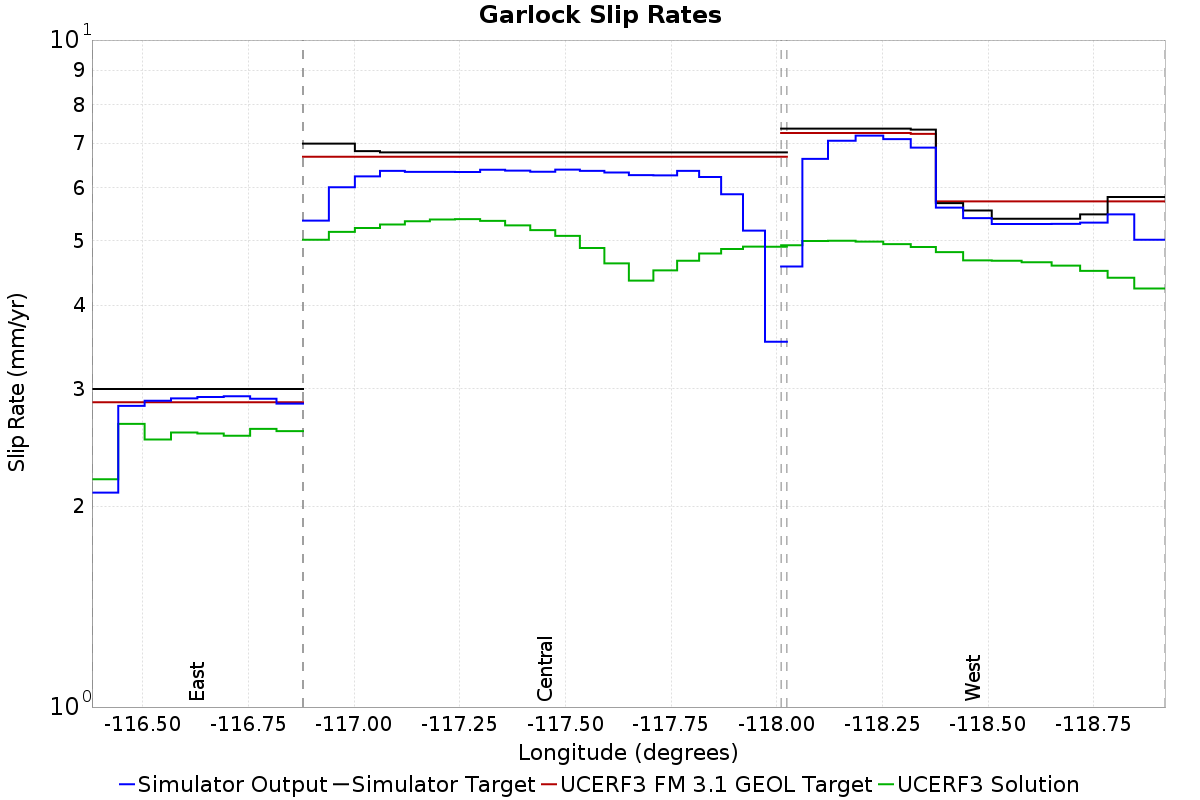 Garlock Slip Rates
10^1
9
8
7
6
5
4
3
2
10^0
Slip Rate (mm/yr)
East
Central
West
-116.50 -116.75 -117.00 -117.25 -117.50 -117.75 -118.00 -118.25 -118.50 -118.75
Longitude (degrees)
Simulator Output Simulator Target UCERF3 FM 3.1 GEOL Target UCERF3 Solution